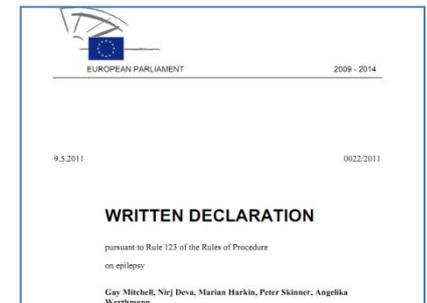 EUROPEAN PARLIAMENT 2009 - 2014
9.5.2011 0022/2011
WRITTEN DECLARATION
pursuant to Rule 123 of the Rules of Procedure
on epilepsy
Gay Mitchell, Nirj Deva, Marian Harkin, Peter Skinner, Angelika
Werthmann